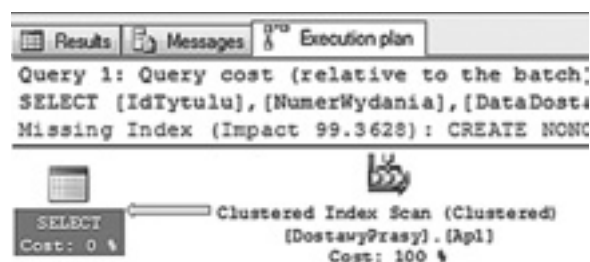 Results Messages Execution plan
Query 1: Query cost (relative to the batch)
SELECT [IdTytulu],[NumerWydania],[DataDosta
Missing Index (Impact 99.3628): CREATE NONC
SELECT
Cost: 0 %
Clustered Index Scan (Clustered)
[DostawyPrasy].[Ap1]
Cost: 100 %